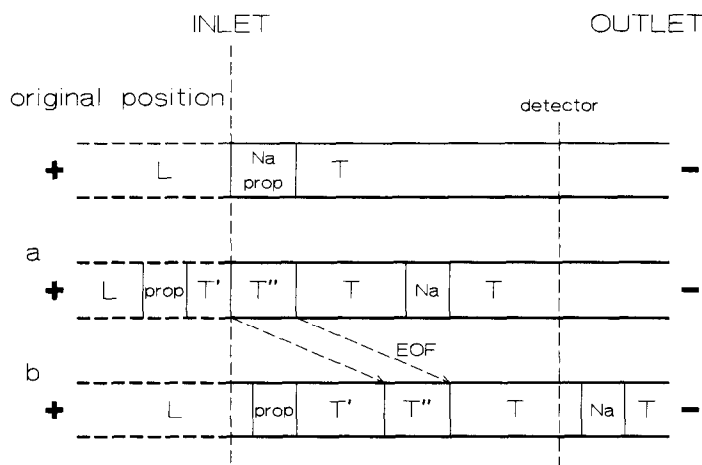 INLET OUTLET
original position
detector
+ L Na prop T −
a
+ L prop T' T" T Na T −
EOF
b
+ L prop T' T" T Na T −